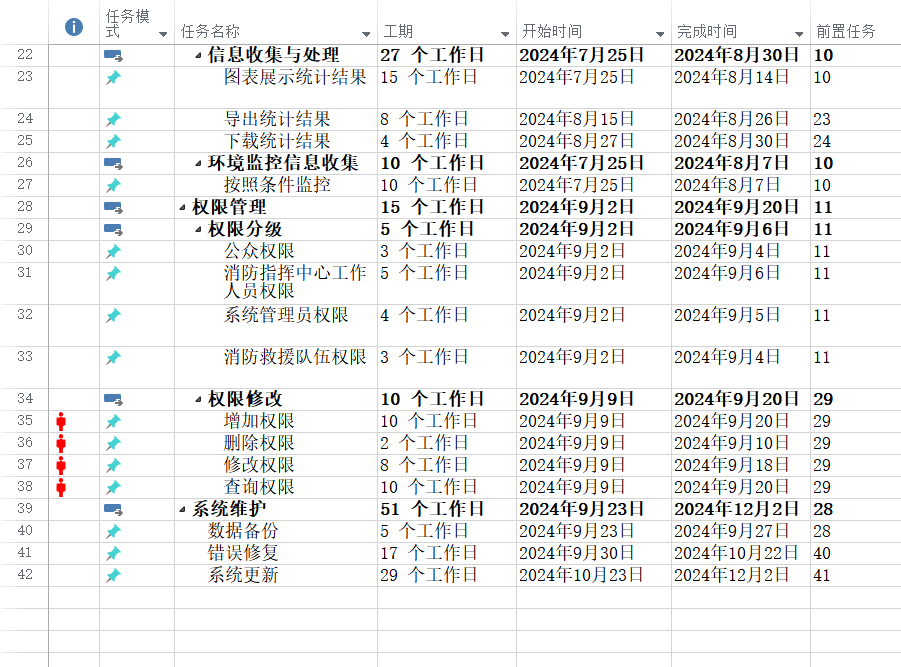 任务模式 任务名称 工期 开始时间 完成时间 前置任务
22 信息收集与处理 27 个工作日 2024年7月25日 2024年8月30日 10
23 图表展示统计结果 15 个工作日 2024年7月25日 2024年8月14日 10
24 导出统计结果 8 个工作日 2024年8月15日 2024年8月26日 23
25 下载统计结果 4 个工作日 2024年8月27日 2024年8月30日 24
26 环境监控信息收集 10 个工作日 2024年7月25日 2024年8月7日 10
27 按照条件监控 10 个工作日 2024年7月25日 2024年8月7日 10
28 权限管理 15 个工作日 2024年9月2日 2024年9月20日 11
29 权限分级 5 个工作日 2024年9月2日 2024年9月6日 11
30 公众权限 3 个工作日 2024年9月2日 2024年9月4日 11
31 消防指挥中心工作人员权限 5 个工作日 2024年9月2日 2024年9月6日 11
32 系统管理员权限 4 个工作日 2024年9月2日 2024年9月5日 11
33 消防救援队伍权限 3 个工作日 2024年9月2日 2024年9月4日 11
34 权限修改 10 个工作日 2024年9月9日 2024年9月20日 29
35 增加权限 10 个工作日 2024年9月9日 2024年9月20日 29
36 删除权限 2 个工作日 2024年9月9日 2024年9月10日 29
37 修改权限 8 个工作日 2024年9月9日 2024年9月18日 29
38 查询权限 10 个工作日 2024年9月9日 2024年9月20日 29
39 系统维护 51 个工作日 2024年9月23日 2024年12月2日 28
40 数据备份 5 个工作日 2024年9月23日 2024年9月27日 28
41 错误修复 17 个工作日 2024年9月30日 2024年10月22日 40
42 系统更新 29 个工作日 2024年10月23日 2024年12月2日 41